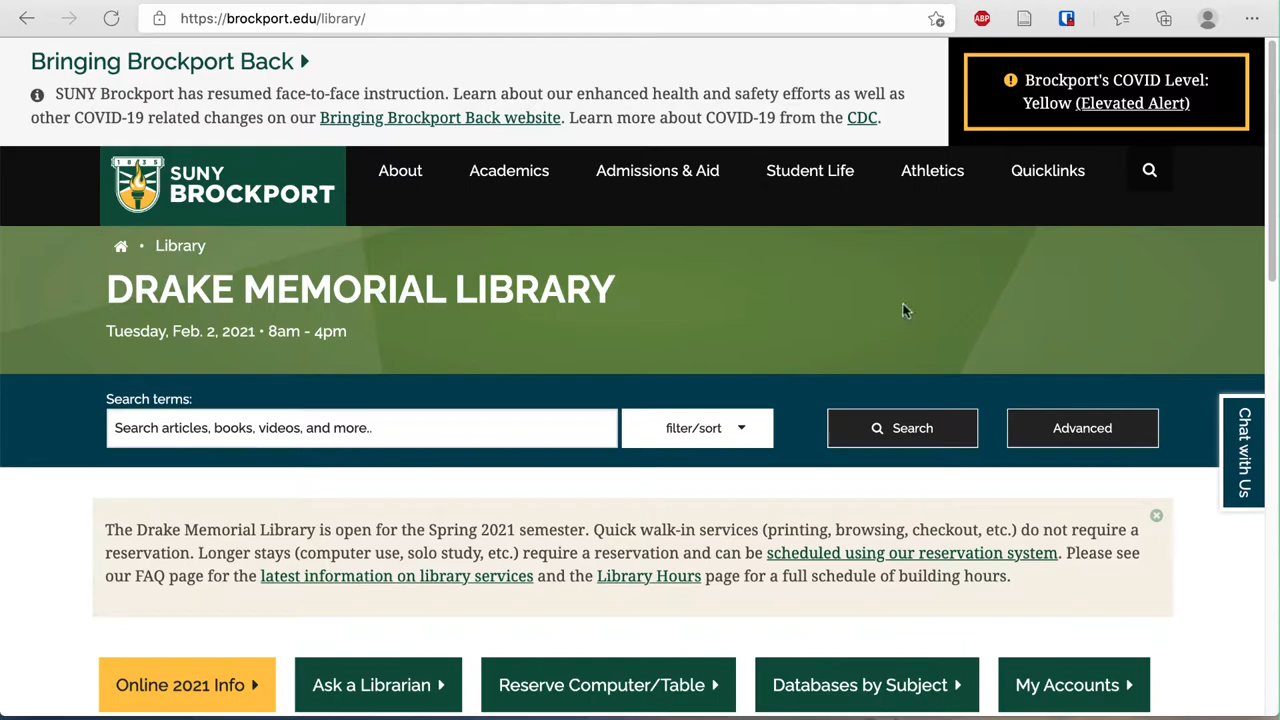 https://brockport.edu/library/
ABP
Bringing Brockport Back
SUNY Brockport has resumed face-to-face instruction. Learn about our enhanced health and safety efforts as well as
other COVID-19 related changes on our Bringing Brockport Back website. Learn more about COVID-19 from the CDC.
Brockport's COVID Level:
Yellow (Elevated Alert)
1835
SUNY
BROCKPORT
About
Academics
Admissions & Aid
Student Life
Athletics
Quicklinks
• Library
DRAKE MEMORIAL LIBRARY
Tuesday, Feb. 2, 2021 • 8am - 4pm
Search terms:
Search articles, books, videos, and more..
filter/sort
Search
Advanced
Chat with Us
The Drake Memorial Library is open for the Spring 2021 semester. Quick walk-in services (printing, browsing, checkout, etc.) do not require a
reservation. Longer stays (computer use, solo study, etc.) require a reservation and can be scheduled using our reservation system. Please see
our FAQ page for the latest information on library services and the Library Hours page for a full schedule of building hours.
Online 2021 Info
Ask a Librarian
Reserve Computer/Table
Databases by Subject
My Accounts